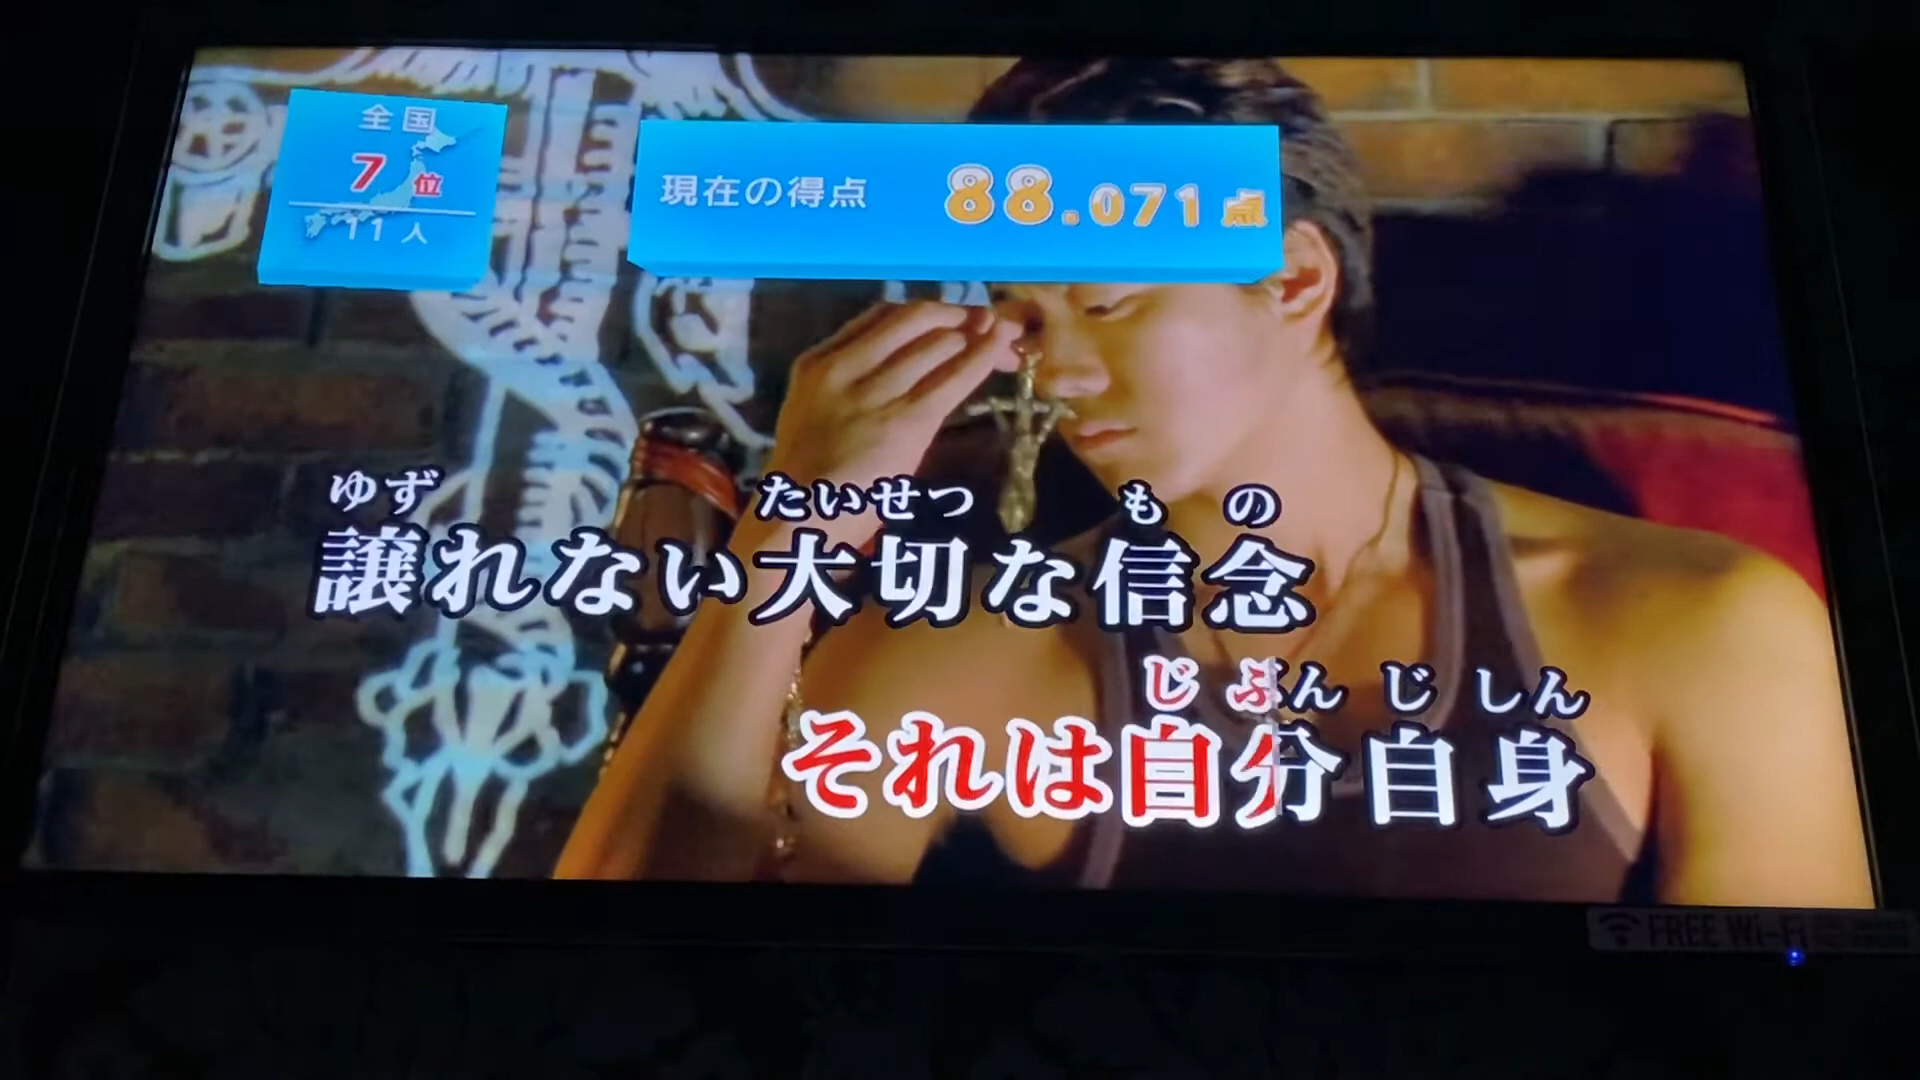 全国
7位
11人
現在の得点 88.071点
ゆず たいせつ もの
譲れない大切な信念
じぶんじしん
それは自分自身
FREE Wi-Fi